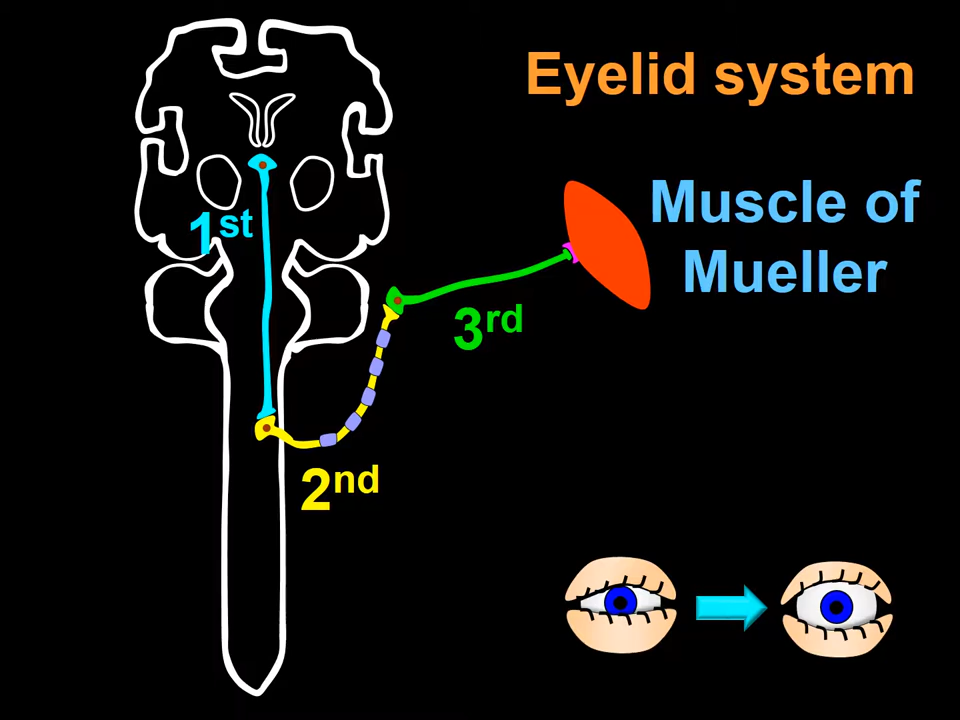 Eyelid system
Muscle of
Mueller
1st
3rd
2nd